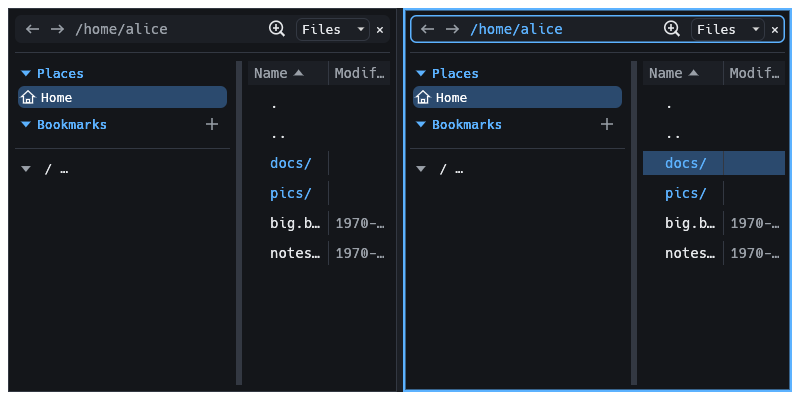 /home/alice Files ×
Places
Home
Bookmarks
/ …
Name Modif…
.
..
docs/
pics/
big.b… 1970-…
notes… 1970-…
/home/alice Files ×
Places
Home
Bookmarks
/ …
Name Modif…
.
..
docs/
pics/
big.b… 1970-…
notes… 1970-…